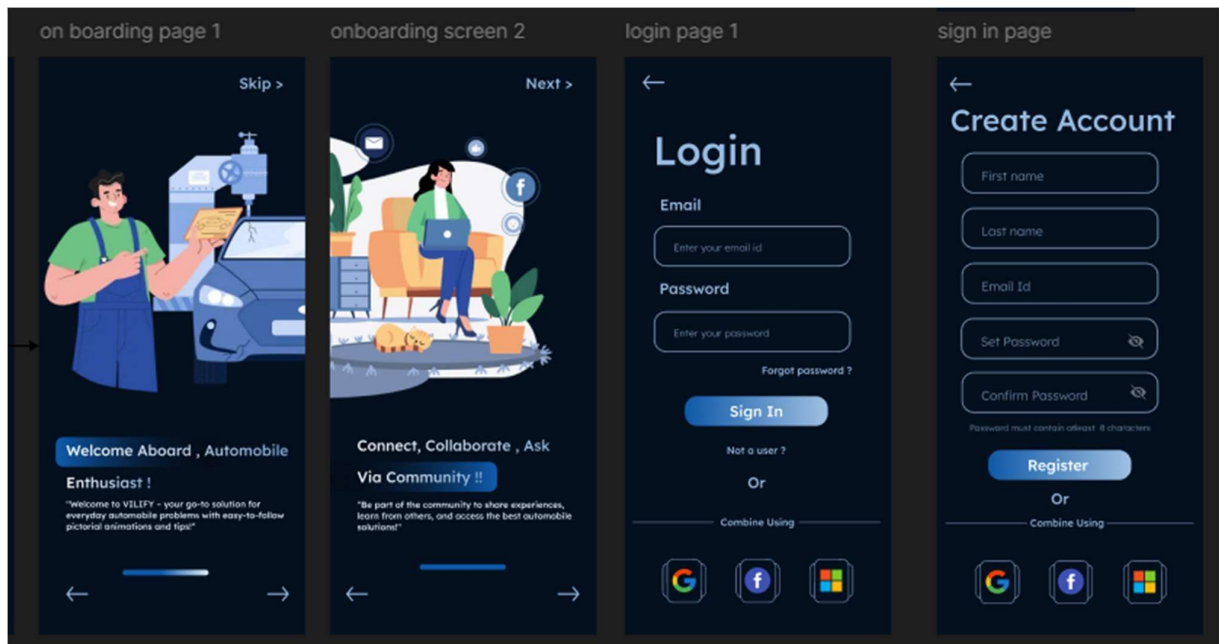 on boarding page 1
Skip >
Welcome Aboard , Automobile
Enthusiast !
"Welcome to VILIFY – your go-to solution for
everyday automobile problems with easy-to-follow
pictorial animations and tips!"
onboarding screen 2
Next >
Connect, Collaborate , Ask
Via Community !!
"Be part of the community to share experiences,
learn from others, and access the best automobile
solutions!"
login page 1
Login
Email
Enter your email id
Password
Enter your password
Forgot password ?
Sign In
Not a user ?
Or
Combine Using
sign in page
Create Account
First name
Last name
Email Id
Set Password
Confirm Password
Password must contain atleast 8 characters
Register
Or
Combine Using